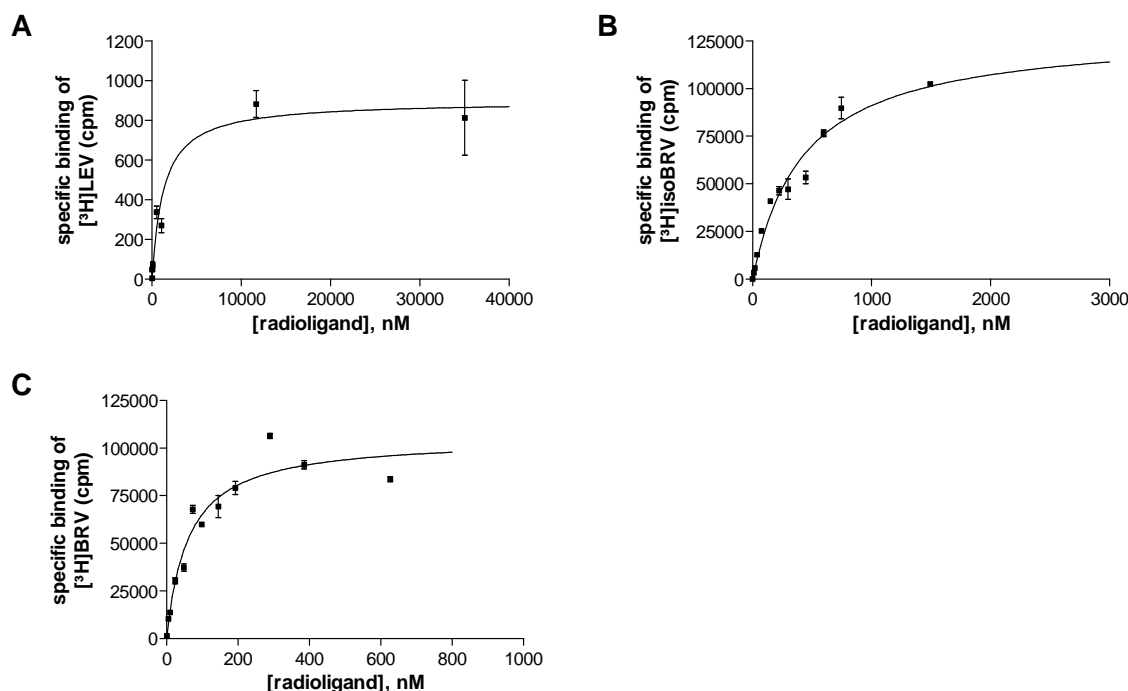 A
specific binding of
[³H]LEV (cpm)
1200
1000
800
600
400
200
0
0 10000 20000 30000 40000
[radioligand], nM
B
specific binding of
[³H]isoBRV (cpm)
125000
100000
75000
50000
25000
0
0 1000 2000 3000
[radioligand], nM
C
specific binding of
[³H]BRV (cpm)
125000
100000
75000
50000
25000
0
0 200 400 600 800 1000
[radioligand], nM